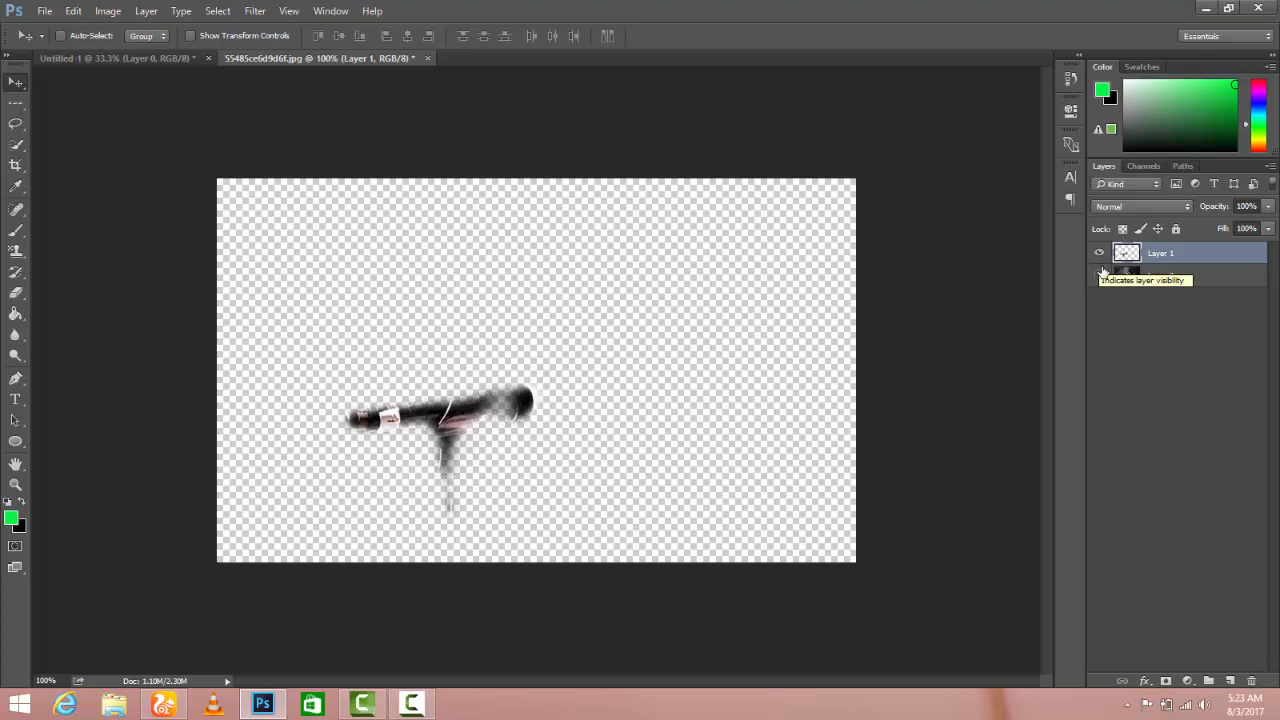 Ps File Edit Image Layer Type Select Filter View Window Help
Auto-Select: Group Show Transform Controls Essentials
Untitled-1 @ 33.3% (Layer 0, RGB/8) * × 55485ce6d9d6f.jpg @ 100% (Layer 1, RGB/8) * ×
Color Swatches
Layers Channels Paths
Kind
Normal Opacity: 100%
Lock: Fill: 100%
Layer 1
Indicates layer visibility
100% Doc: 1.10M/2.30M
Ps
5:23 AM
8/3/2017